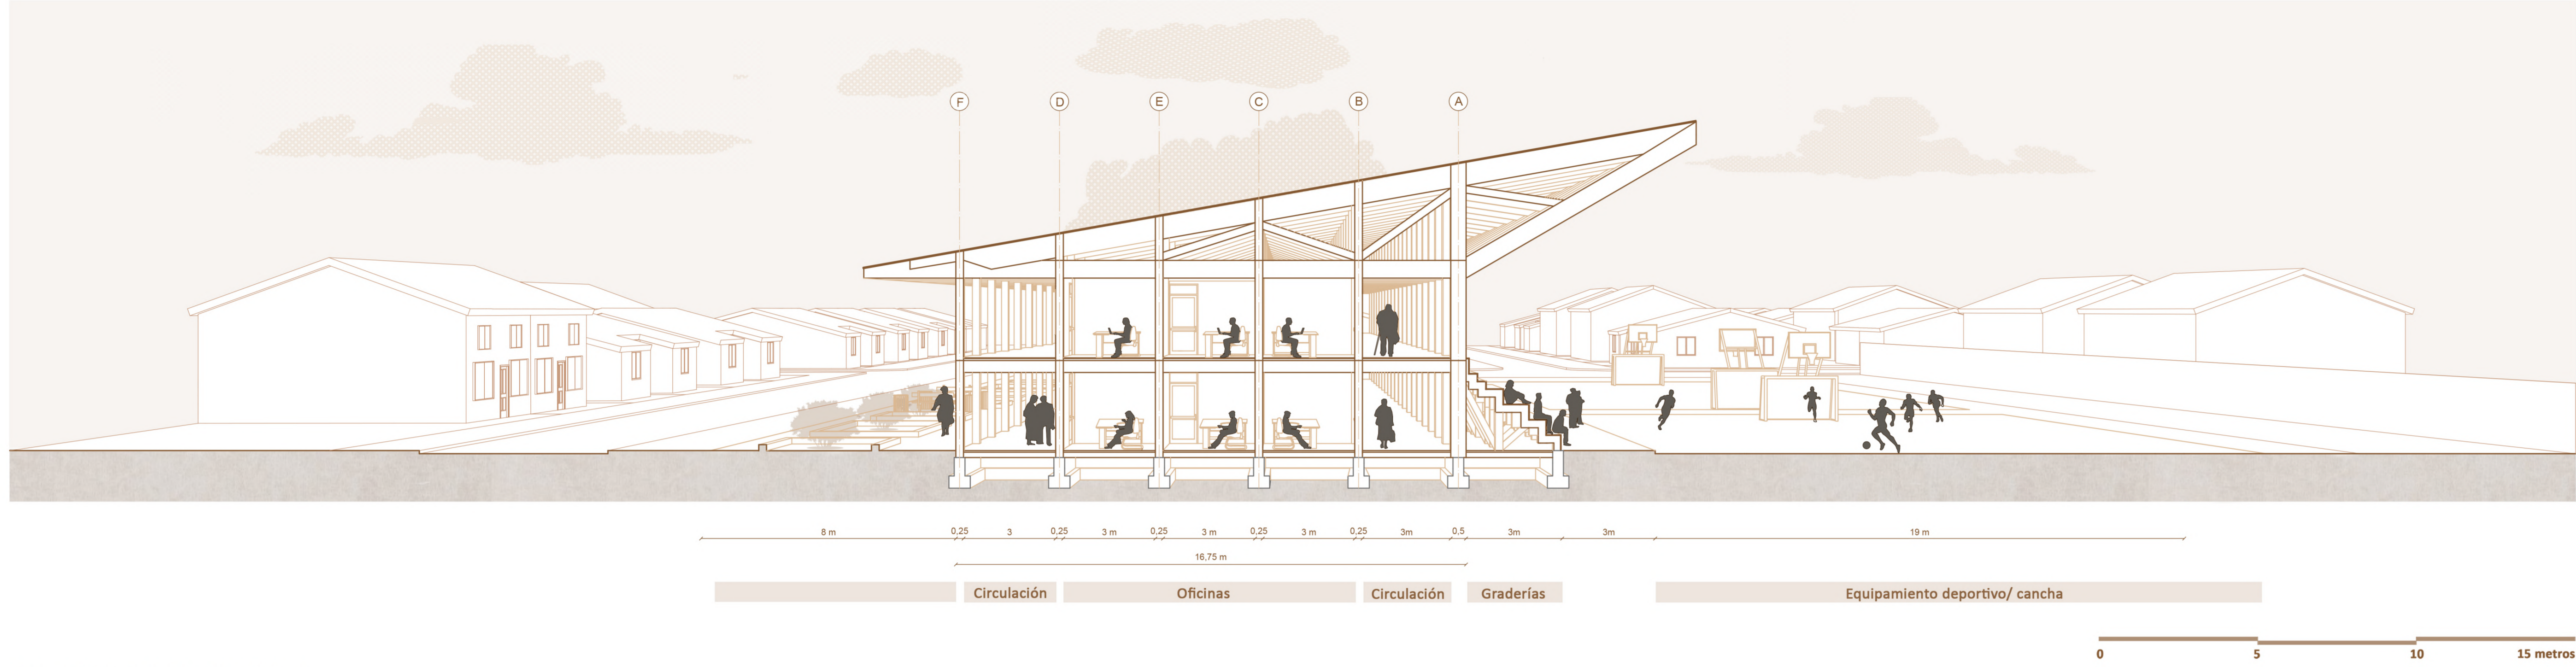 F D E C B A
8 m 0,25 3 0,25 3 m 0,25 3 m 0,25 3 m 0,25 3m 0,5 3m 3m 19 m
16,75 m
Circulación Oficinas Circulación Graderías Equipamiento deportivo/ cancha
0 5 10 15 metros